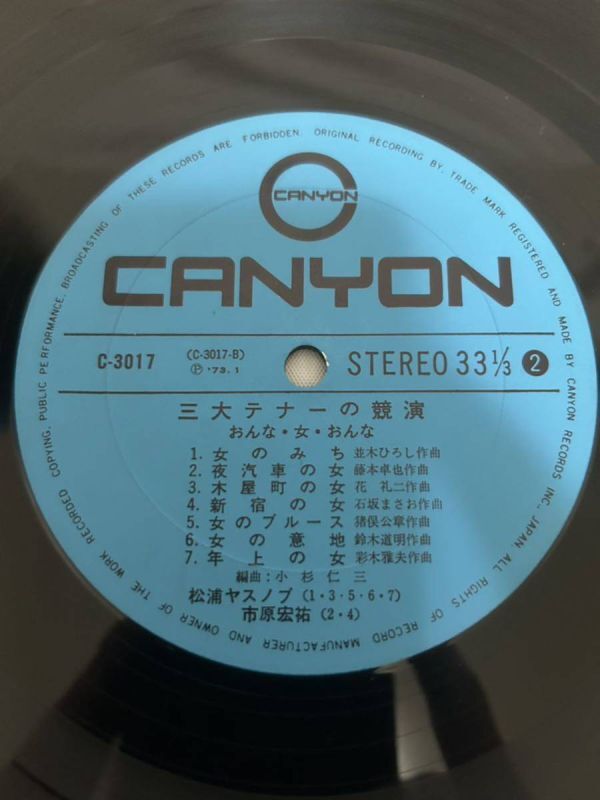 ORIGINAL RECORDING BY, TRADE MARK REGISTERED AND MADE BY CANYON RECORDS INC., JAPAN. ALL RIGHTS OF RECORD MANUFACTURER AND OWNER OF THE WORK RECORDED COPYING, PUBLIC PERFORMANCE, BROADCASTING OF THESE RECORDS ARE FORBIDDEN.
CANYON
CANYON
C-3017 (C-3017-B) STEREO 33 1/3 2
Ⓟ '73.1
三大テナーの競演
おんな・女・おんな
1. 女のみち 並木ひろし作曲
2. 夜汽車の女 藤本卓也作曲
3. 木屋町の女 花 礼二作曲
4. 新宿の女 石坂まさお作曲
5. 女のブルース 猪俣公章作曲
6. 女の意地 鈴木道明作曲
7. 年上の女 彩木雅夫作曲
編曲:小杉仁三
松浦ヤスノブ(1・3・5・6・7)
市原宏祐(2・4)